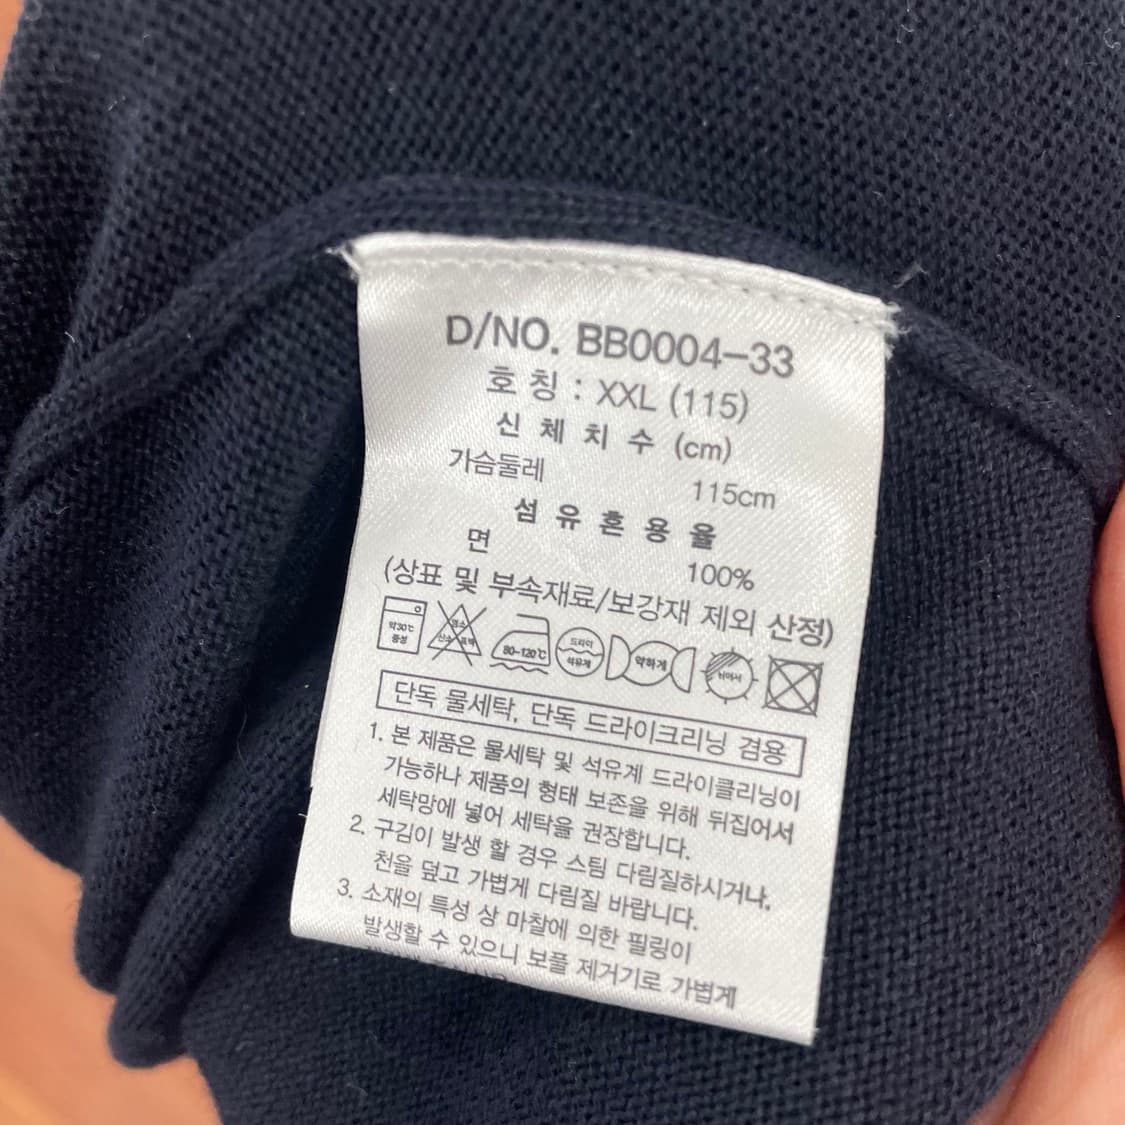 D/NO. BB0004-33
호 칭 : XXL (115)
신 체 치 수 (cm)
가슴둘레 115cm
섬 유 혼 용 율
면 100%
(상표 및 부속재료/보강재 제외 산정)
약30℃ 중성 염소 산소 표백 80~120℃ 드라이 석유계 약하게 뉘어서
단독 물세탁, 단독 드라이크리닝 겸용
1. 본 제품은 물세탁 및 석유계 드라이클리닝이
가능하나 제품의 형태 보존을 위해 뒤집어서
세탁망에 넣어 세탁을 권장합니다.
2. 구김이 발생 할 경우 스팀 다림질하시거나,
천을 덮고 가볍게 다림질 바랍니다.
3. 소재의 특성 상 마찰에 의한 필링이
발생할 수 있으니 보풀 제거기로 가볍게